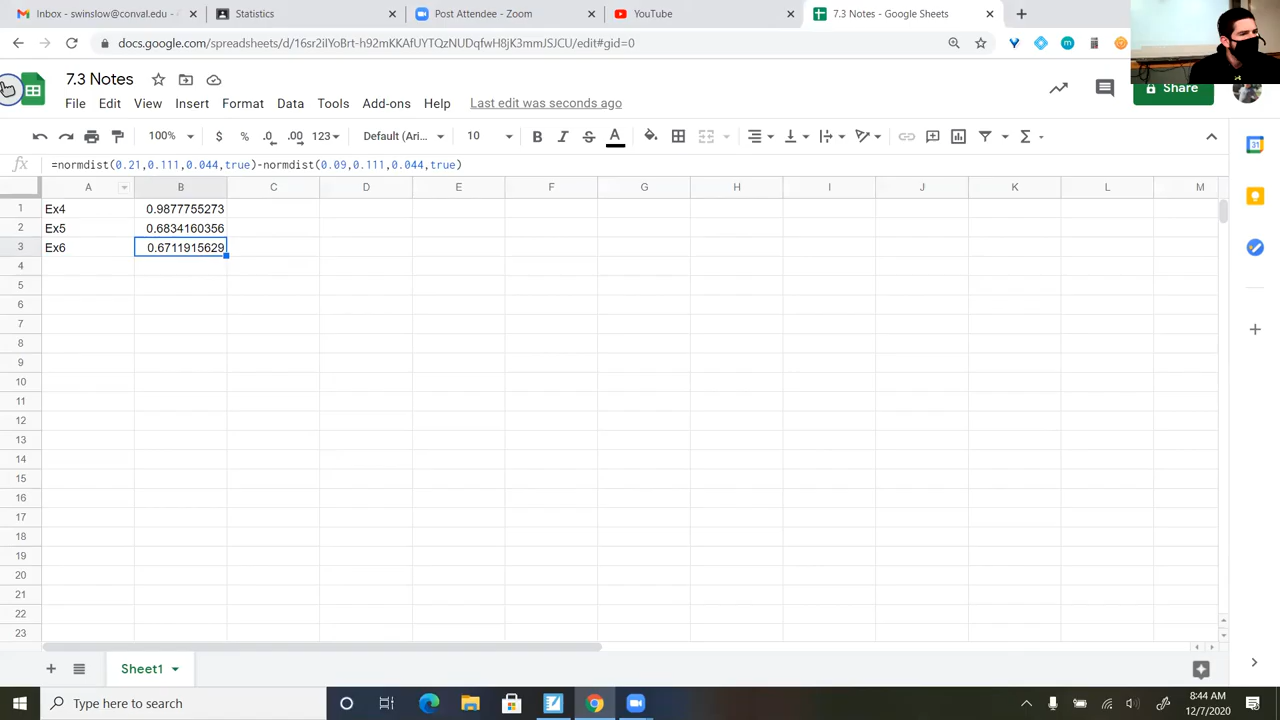 Inbox - swinslow@conval.edu -
Statistics
Post Attendee - Zoom
YouTube
7.3 Notes - Google Sheets
docs.google.com/spreadsheets/d/16sr2iIYoBrt-h92mKKAfUYTQzNUDqfwH8jK3mmJSJCU/edit#gid=0
7.3 Notes
File Edit View Insert Format Data Tools Add-ons Help Last edit was seconds ago
Share
100% $ % .0 .00 123 Default (Ari... 10 B I S A Σ
fx =normdist(0.21,0.111,0.044,true)-normdist(0.09,0.111,0.044,true)
A B C D E F G H I J K L M
1 Ex4 0.9877755273
2 Ex5 0.6834160356
3 Ex6 0.6711915629
4
5
6
7
8
9
10
11
12
13
14
15
16
17
18
19
20
21
22
23
Sheet1
Type here to search
8:44 AM
12/7/2020
31